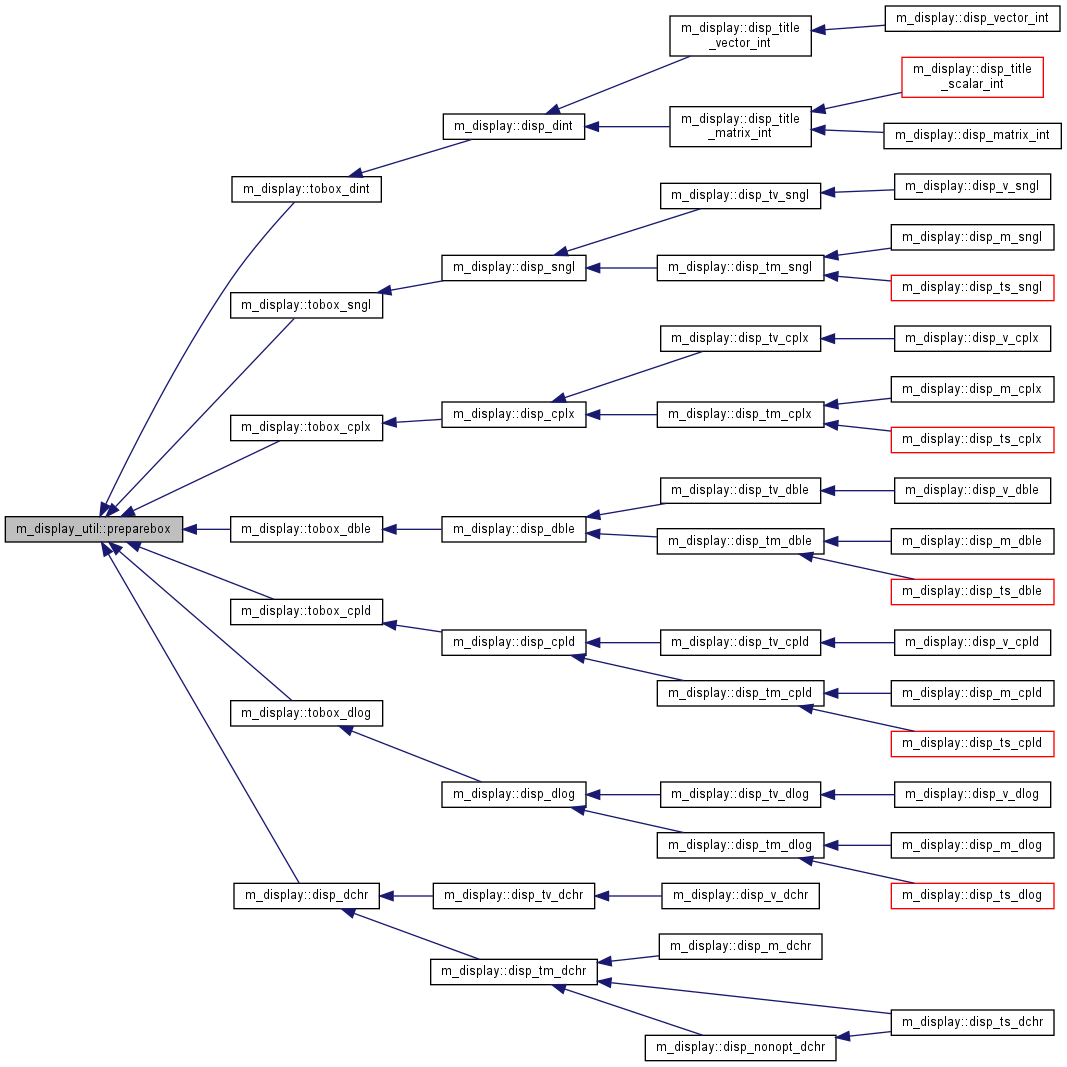 m_display::disp_vector_int
m_display::disp_title
_vector_int
m_display::disp_title
_scalar_int
m_display::disp_dint
m_display::disp_title
_matrix_int
m_display::disp_matrix_int
m_display::tobox_dint
m_display::disp_tv_sngl
m_display::disp_v_sngl
m_display::disp_m_sngl
m_display::disp_sngl
m_display::disp_tm_sngl
m_display::disp_ts_sngl
m_display::tobox_sngl
m_display::disp_tv_cplx
m_display::disp_v_cplx
m_display::disp_m_cplx
m_display::tobox_cplx
m_display::disp_cplx
m_display::disp_tm_cplx
m_display::disp_ts_cplx
m_display::disp_tv_dble
m_display::disp_v_dble
m_display_util::preparebox
m_display::tobox_dble
m_display::disp_dble
m_display::disp_tm_dble
m_display::disp_m_dble
m_display::disp_ts_dble
m_display::tobox_cpld
m_display::disp_cpld
m_display::disp_tv_cpld
m_display::disp_v_cpld
m_display::disp_tm_cpld
m_display::disp_m_cpld
m_display::tobox_dlog
m_display::disp_ts_cpld
m_display::disp_dlog
m_display::disp_tv_dlog
m_display::disp_v_dlog
m_display::disp_tm_dlog
m_display::disp_m_dlog
m_display::disp_ts_dlog
m_display::disp_dchr
m_display::disp_tv_dchr
m_display::disp_v_dchr
m_display::disp_m_dchr
m_display::disp_tm_dchr
m_display::disp_ts_dchr
m_display::disp_nonopt_dchr